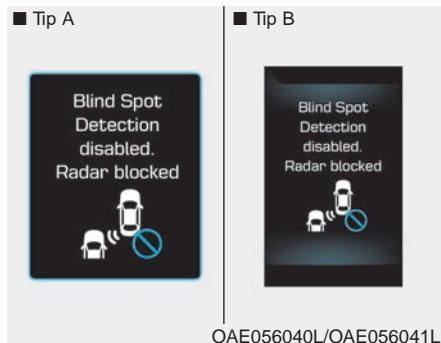 ■ Tip A
Blind Spot
Detection
disabled.
Radar blocked
■ Tip B
Blind Spot
Detection
disabled.
Radar blocked
OAE056040L/OAE056041L